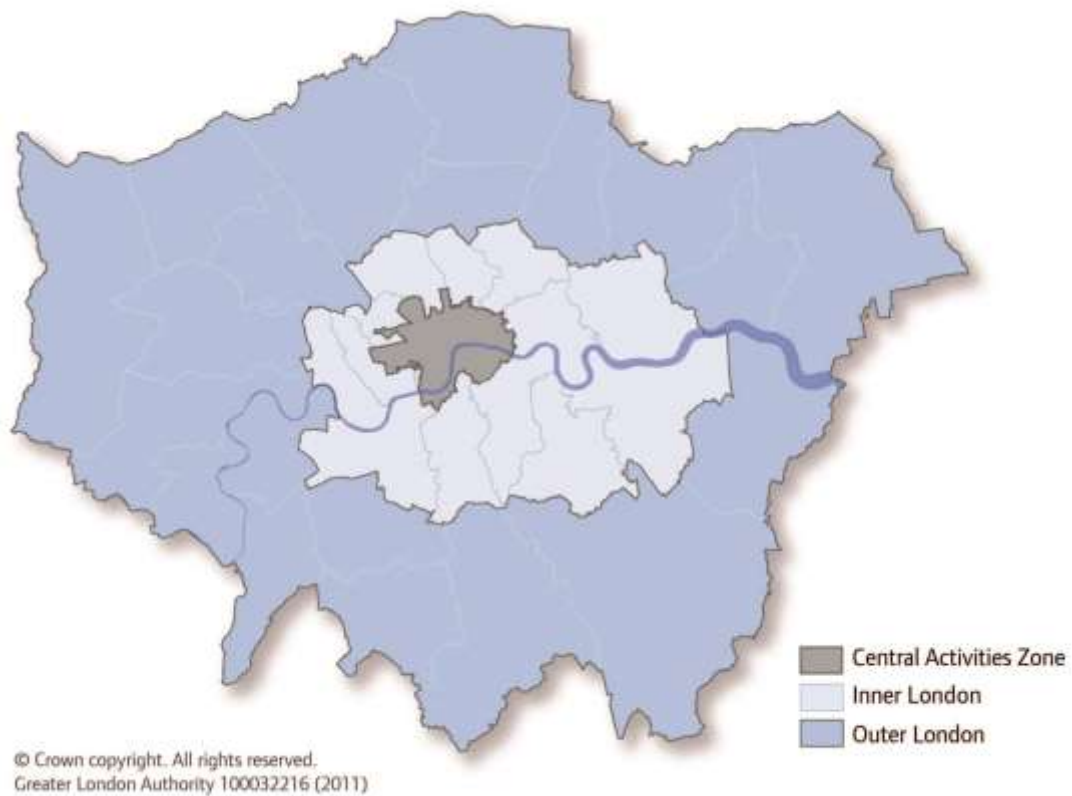 Central Activities Zone
Inner London
Outer London
© Crown copyright. All rights reserved.
Greater London Authority 100032216 (2011)